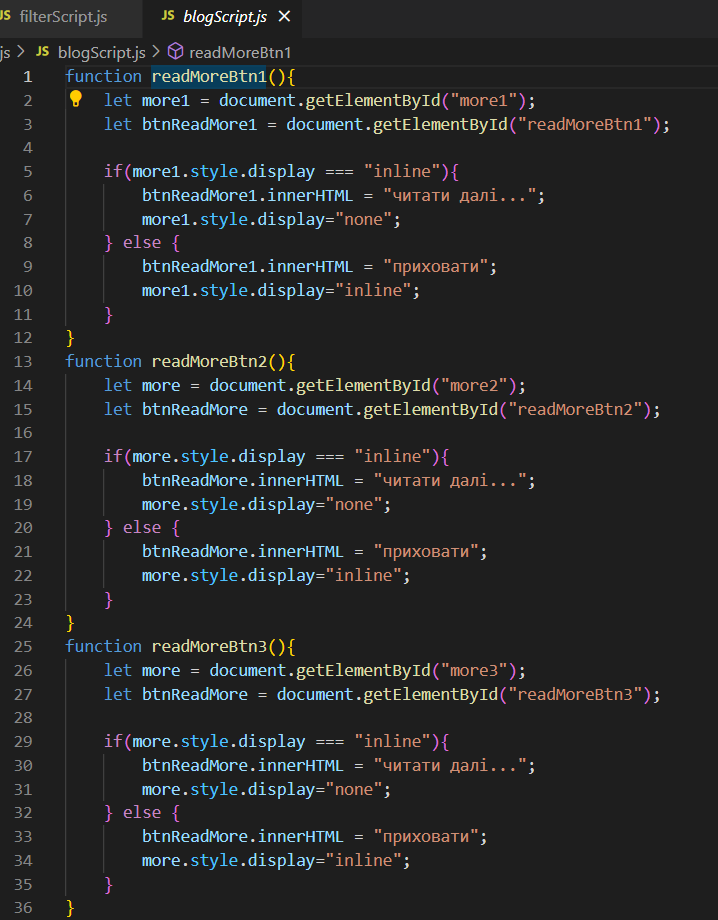 JS filterScript.js JS blogScript.js ✕
js > JS blogScript.js > readMoreBtn1
1 function readMoreBtn1(){
2 let more1 = document.getElementById("more1");
3 let btnReadMore1 = document.getElementById("readMoreBtn1");
4
5 if(more1.style.display === "inline"){
6 btnReadMore1.innerHTML = "читати далі...";
7 more1.style.display="none";
8 } else {
9 btnReadMore1.innerHTML = "приховати";
10 more1.style.display="inline";
11 }
12 }
13 function readMoreBtn2(){
14 let more = document.getElementById("more2");
15 let btnReadMore = document.getElementById("readMoreBtn2");
16
17 if(more.style.display === "inline"){
18 btnReadMore.innerHTML = "читати далі...";
19 more.style.display="none";
20 } else {
21 btnReadMore.innerHTML = "приховати";
22 more.style.display="inline";
23 }
24 }
25 function readMoreBtn3(){
26 let more = document.getElementById("more3");
27 let btnReadMore = document.getElementById("readMoreBtn3");
28
29 if(more.style.display === "inline"){
30 btnReadMore.innerHTML = "читати далі...";
31 more.style.display="none";
32 } else {
33 btnReadMore.innerHTML = "приховати";
34 more.style.display="inline";
35 }
36 }